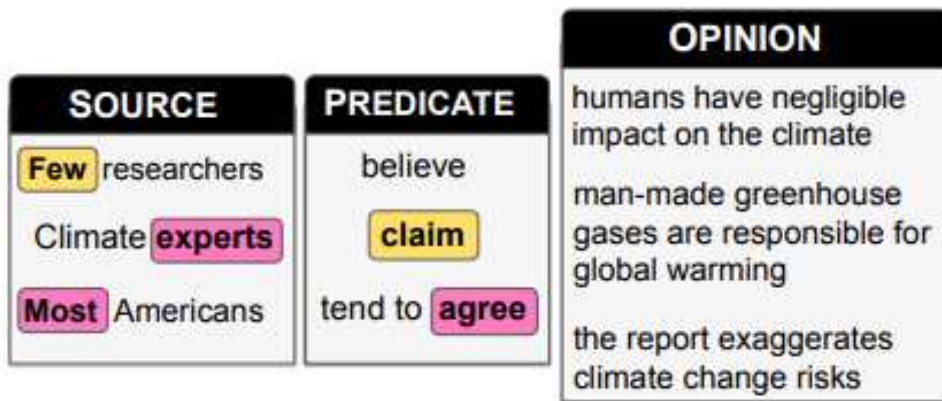 SOURCE
Few researchers
Climate experts
Most Americans
PREDICATE
believe
claim
tend to agree
OPINION
humans have negligible
impact on the climate
man-made greenhouse
gases are responsible for
global warming
the report exaggerates
climate change risks